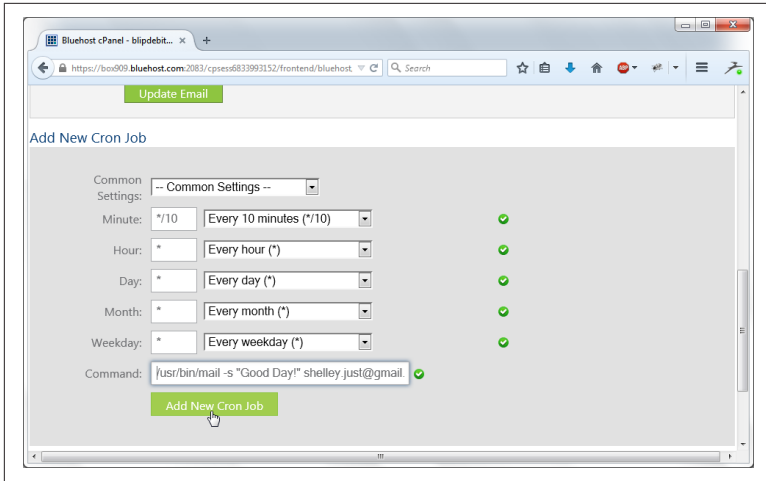 Bluehost cPanel - blipdebit... × +
https://box909.bluehost.com:2083/cpsess6833993152/frontend/bluehost, Search
Update Email
Add New Cron Job
Common Settings: -- Common Settings --
Minute: */10 Every 10 minutes (*/10)
Hour: * Every hour (*)
Day: * Every day (*)
Month: * Every month (*)
Weekday: * Every weekday (*)
Command: /usr/bin/mail -s "Good Day!" shelley.just@gmail.
Add New Cron Job